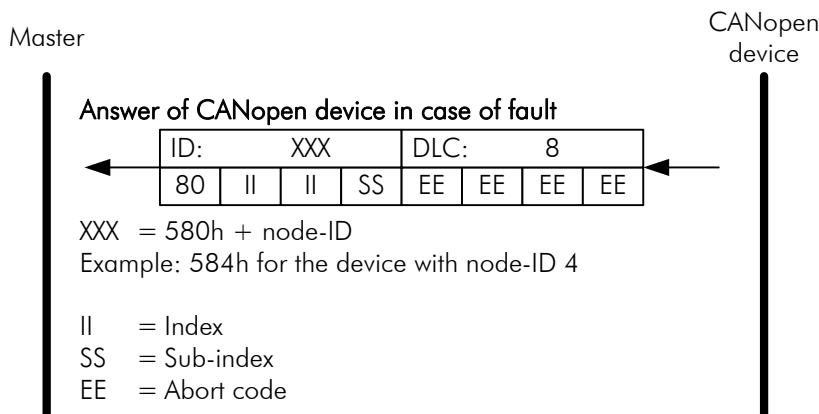 Master
CANopen
device
Answer of CANopen device in case of fault
ID: XXX DLC: 8
80 II II SS EE EE EE EE
XXX = 580h + node-ID
Example: 584h for the device with node-ID 4
II = Index
SS = Sub-index
EE = Abort code